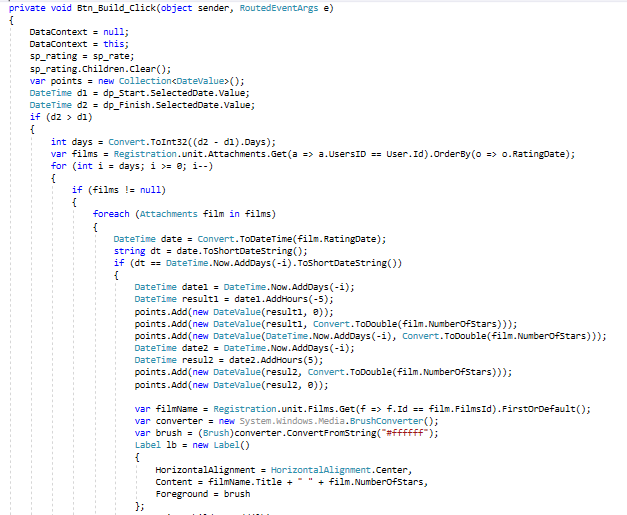 private void Btn_Build_Click(object sender, RoutedEventArgs e)
{
DataContext = null;
DataContext = this;
sp_rating = sp_rate;
sp_rating.Children.Clear();
var points = new Collection<DateValue>();
DateTime d1 = dp_Start.SelectedDate.Value;
DateTime d2 = dp_Finish.SelectedDate.Value;
if (d2 > d1)
{
int days = Convert.ToInt32((d2 - d1).Days);
var films = Registration.unit.Attachments.Get(a => a.UsersID == User.Id).OrderBy(o => o.RatingDate);
for (int i = days; i >= 0; i--)
{
if (films != null)
{
foreach (Attachments film in films)
{
DateTime date = Convert.ToDateTime(film.RatingDate);
string dt = date.ToShortDateString();
if (dt == DateTime.Now.AddDays(-i).ToShortDateString())
{
DateTime date1 = DateTime.Now.AddDays(-i);
DateTime result1 = date1.AddHours(-5);
points.Add(new DateValue(result1, 0));
points.Add(new DateValue(result1, Convert.ToDouble(film.NumberOfStars)));
points.Add(new DateValue(DateTime.Now.AddDays(-i), Convert.ToDouble(film.NumberOfStars)));
DateTime date2 = DateTime.Now.AddDays(-i);
DateTime resul2 = date2.AddHours(5);
points.Add(new DateValue(resul2, Convert.ToDouble(film.NumberOfStars)));
points.Add(new DateValue(resul2, 0));
var filmName = Registration.unit.Films.Get(f => f.Id == film.FilmsId).FirstOrDefault();
var converter = new System.Windows.Media.BrushConverter();
var brush = (Brush)converter.ConvertFromString("#ffffff");
Label lb = new Label()
{
HorizontalAlignment = HorizontalAlignment.Center,
Content = filmName.Title + " " + film.NumberOfStars,
Foreground = brush
};